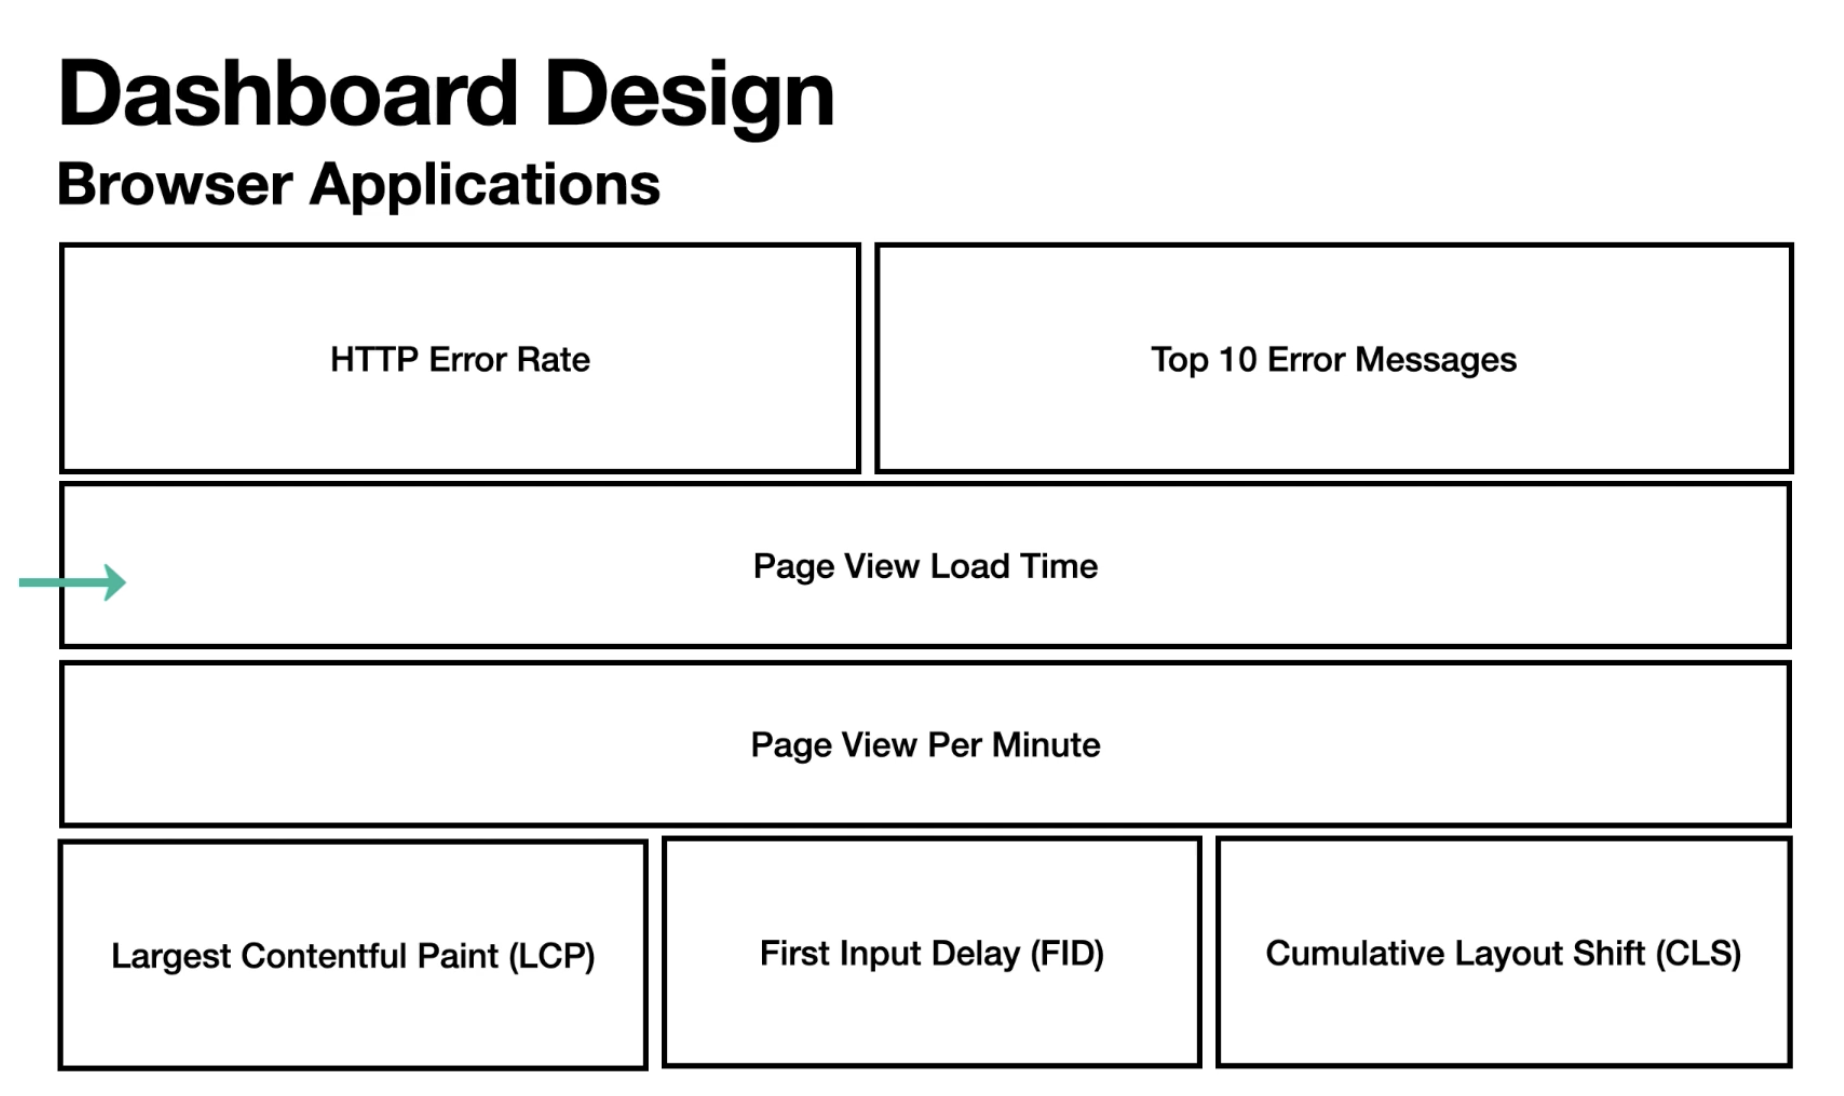 Dashboard Design
Browser Applications
HTTP Error Rate
Top 10 Error Messages
Page View Load Time
Page View Per Minute
Largest Contentful Paint (LCP)
First Input Delay (FID)
Cumulative Layout Shift (CLS)